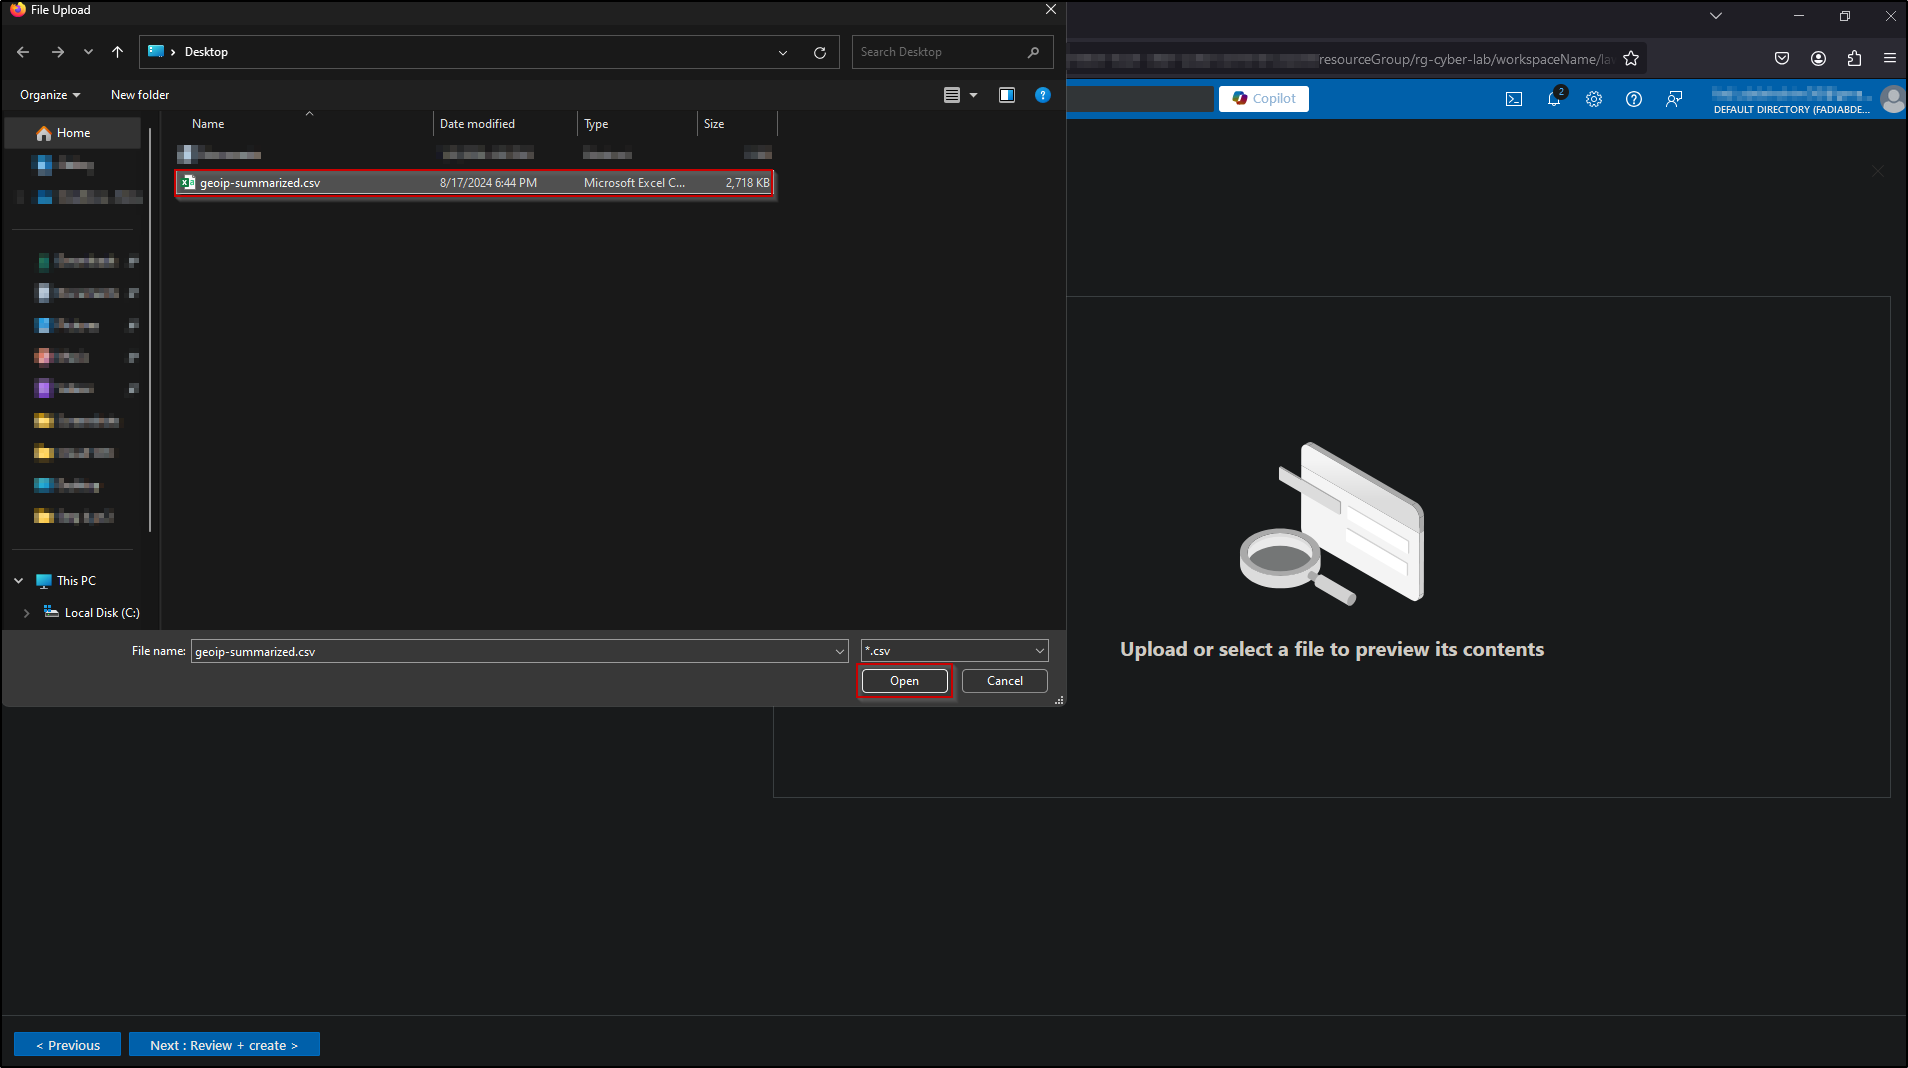 File Upload
Desktop
Search Desktop
resourceGroup/rg-cyber-lab/workspaceName/la
Organize
New folder
Copilot
2
DEFAULT DIRECTORY (FADIABDE...
Home
Name
Date modified
Type
Size
geoip-summarized.csv
8/17/2024 6:44 PM
Microsoft Excel C...
2,718 KB
This PC
Local Disk (C:)
File name:
geoip-summarized.csv
*.csv
Open
Cancel
Upload or select a file to preview its contents
< Previous
Next : Review + create >